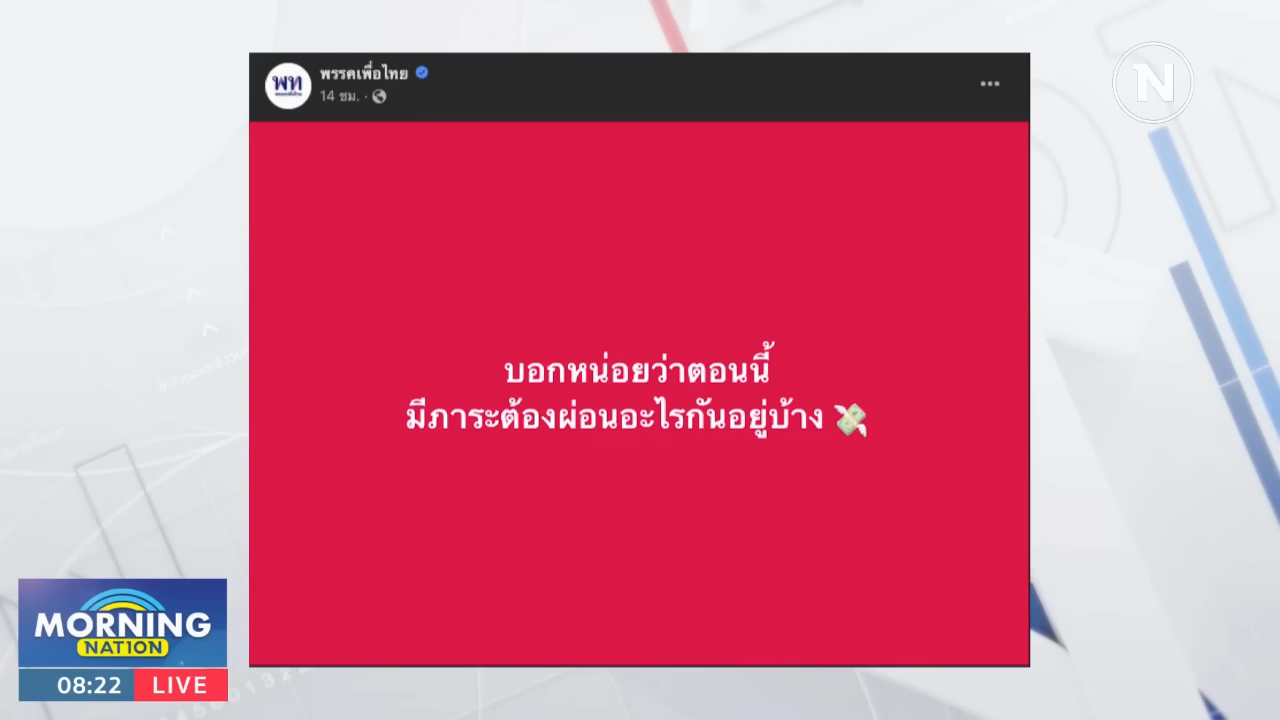 พท
พรรคเพื่อไทย
14 ชม.
บอกหน่อยว่าตอนนี้
มีภาระต้องผ่อนอะไรกันอยู่บ้าง 💸
N
MORNING
NATION
08:22 LIVE